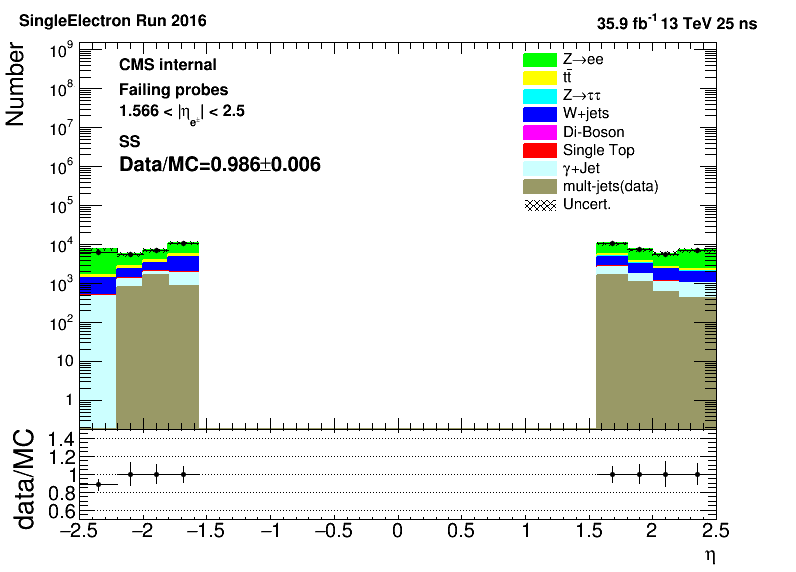 SingleElectron Run 2016
35.9 fb⁻¹ 13 TeV 25 ns
Number
10⁹
10⁸
10⁷
10⁶
10⁵
10⁴
10³
10²
10
1
CMS internal
Failing probes
1.566 < |η_e±| < 2.5
SS
Data/MC=0.986±0.006
Z→ee
tt̄
Z→ττ
W+jets
Di-Boson
Single Top
γ+Jet
mult-jets(data)
Uncert.
data/MC
1.4
1.2
1
0.8
0.6
−2.5 −2 −1.5 −1 −0.5 0 0.5 1 1.5 2 2.5
η